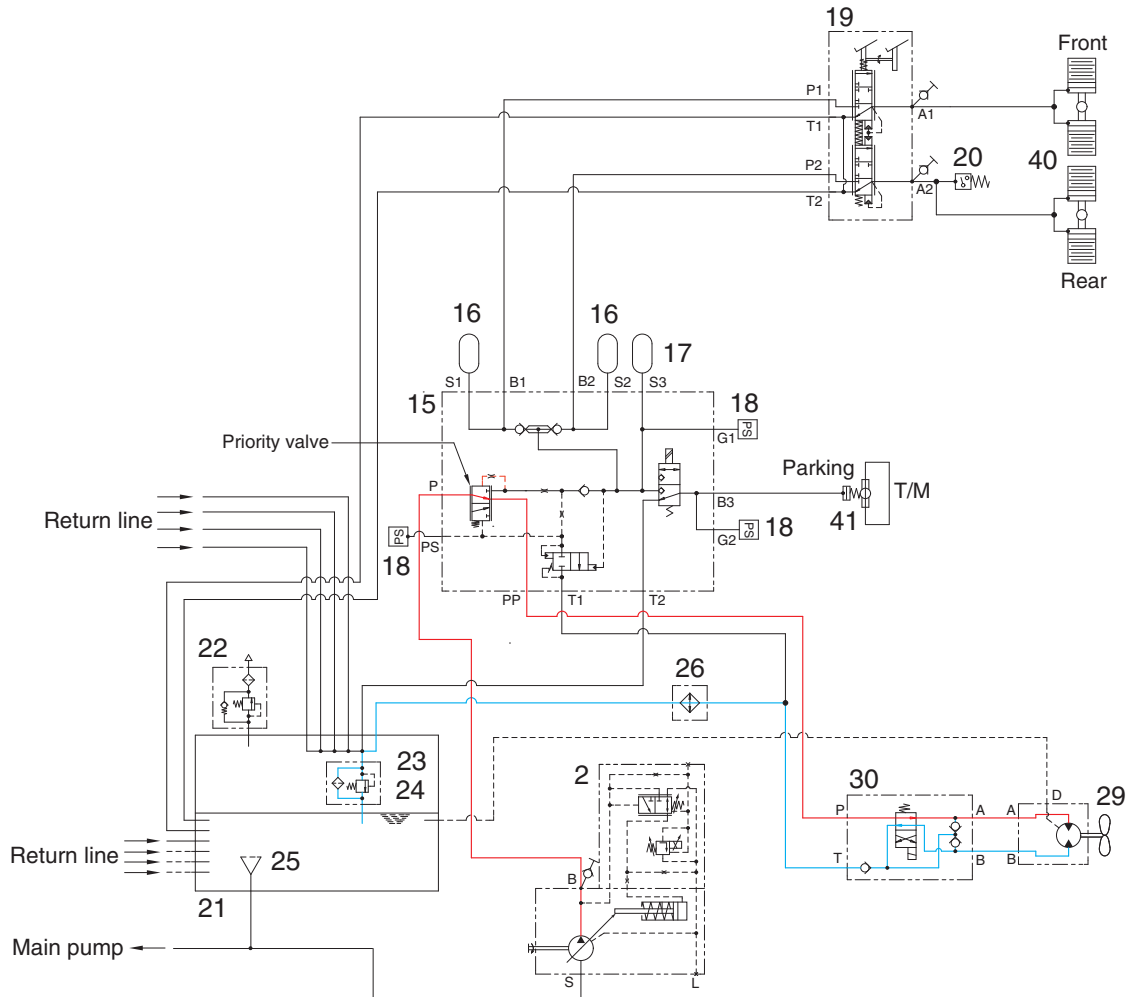 19
Front
P1
A1
T1
20
40
P2
A2
T2
Rear
16
16
17
S1
B1
B2
S2
S3
15
18
PS
G1
Priority valve
P
Parking
T/M
B3
Return line
PS
18
PS
41
PS
18
G2
PP
T1
T2
22
26
23
24
2
30
D
29
P
A
A
T
B
B
Return line
25
B
21
Main pump
S
L